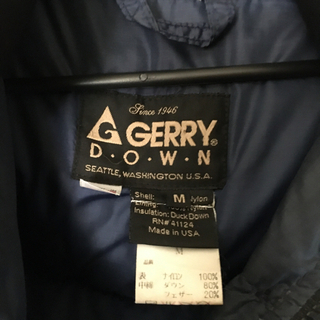 Since 1946
GERRY®
D·O·W·N
SEATTLE, WASHINGTON U.S.A.
Shell: M Nylon
Insulation: Duck Down
RN# 41124
Made in USA
M
表 ナイロン 100%
中綿 ダウン 80%
フェザー 20%